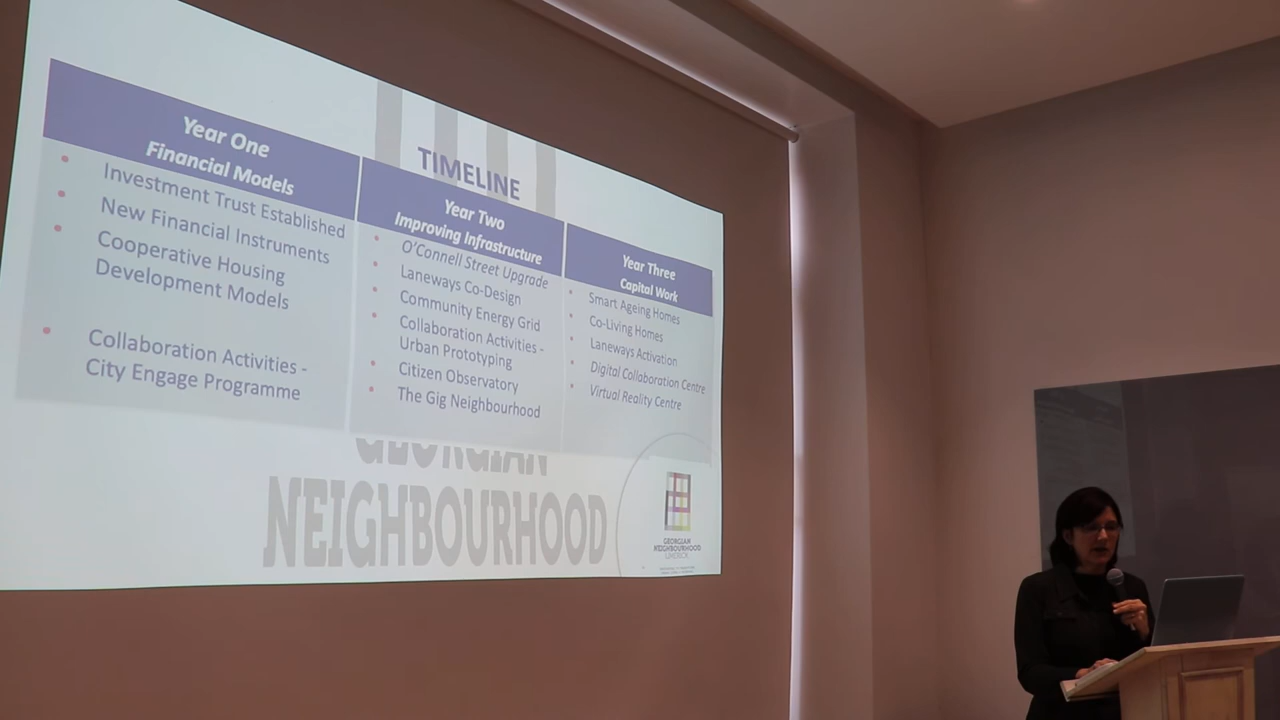 TIMELINE
Year One
Financial Models
Investment Trust Established
New Financial Instruments
Cooperative Housing
Development Models
Collaboration Activities -
City Engage Programme
Year Two
Improving Infrastructure
O'Connell Street Upgrade
Laneways Co-Design
Community Energy Grid
Collaboration Activities -
Urban Prototyping
Citizen Observatory
The Gig Neighbourhood
Year Three
Capital Work
Smart Ageing Homes
Co-Living Homes
Laneways Activation
Digital Collaboration Centre
Virtual Reality Centre
GEORGIAN
NEIGHBOURHOOD
GEORGIAN
NEIGHBOURHOOD
LIMERICK